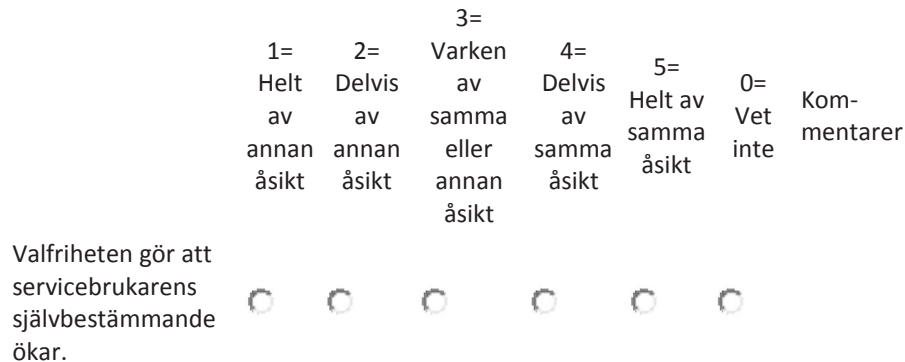 1=
Helt
av
annan
åsikt
2=
Delvis
av
annan
åsikt
3=
Varken
av
samma
eller
annan
åsikt
4=
Delvis
av
samma
åsikt
5=
Helt av
samma
åsikt
0=
Vet
inte
Kom-
mentarer
Valfriheten gör att
servicebrukarens
självbestämmande
ökar.